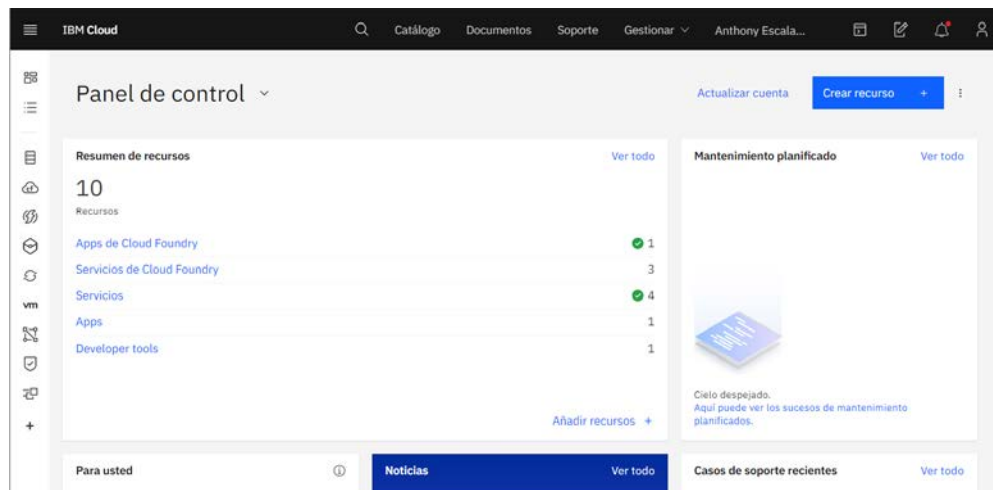 IBM Cloud
Catálogo
Documentos
Soporte
Gestionar
Anthony Escala...
Panel de control
Actualizar cuenta
Crear recurso +
Resumen de recursos
Ver todo
10
Recursos
Apps de Cloud Foundry 1
Servicios de Cloud Foundry 3
Servicios 4
Apps 1
Developer tools 1
Añadir recursos +
Mantenimiento planificado
Ver todo
Cielo despejado.
Aquí puede ver los sucesos de mantenimiento
planificados.
vm
Para usted
Noticias
Ver todo
Casos de soporte recientes
Ver todo